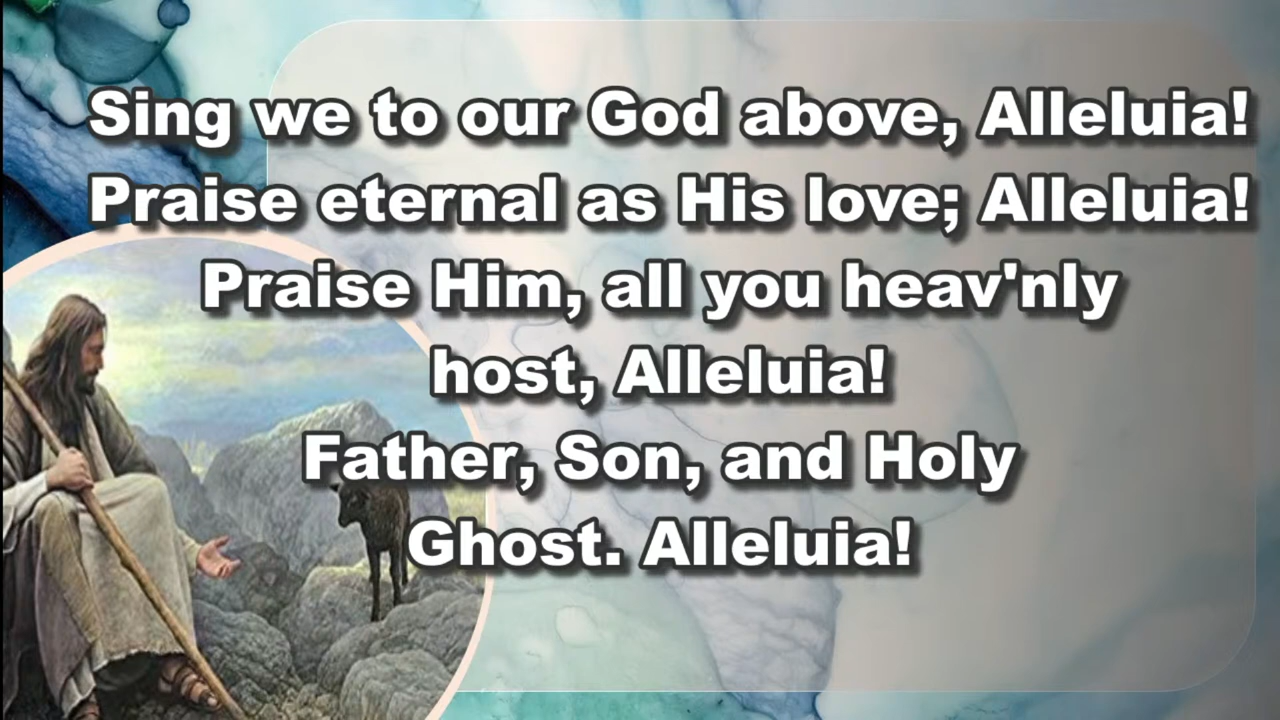 Sing we to our God above, Alleluia!
Praise eternal as His love; Alleluia!
Praise Him, all you heav'nly
host, Alleluia!
Father, Son, and Holy
Ghost. Alleluia!